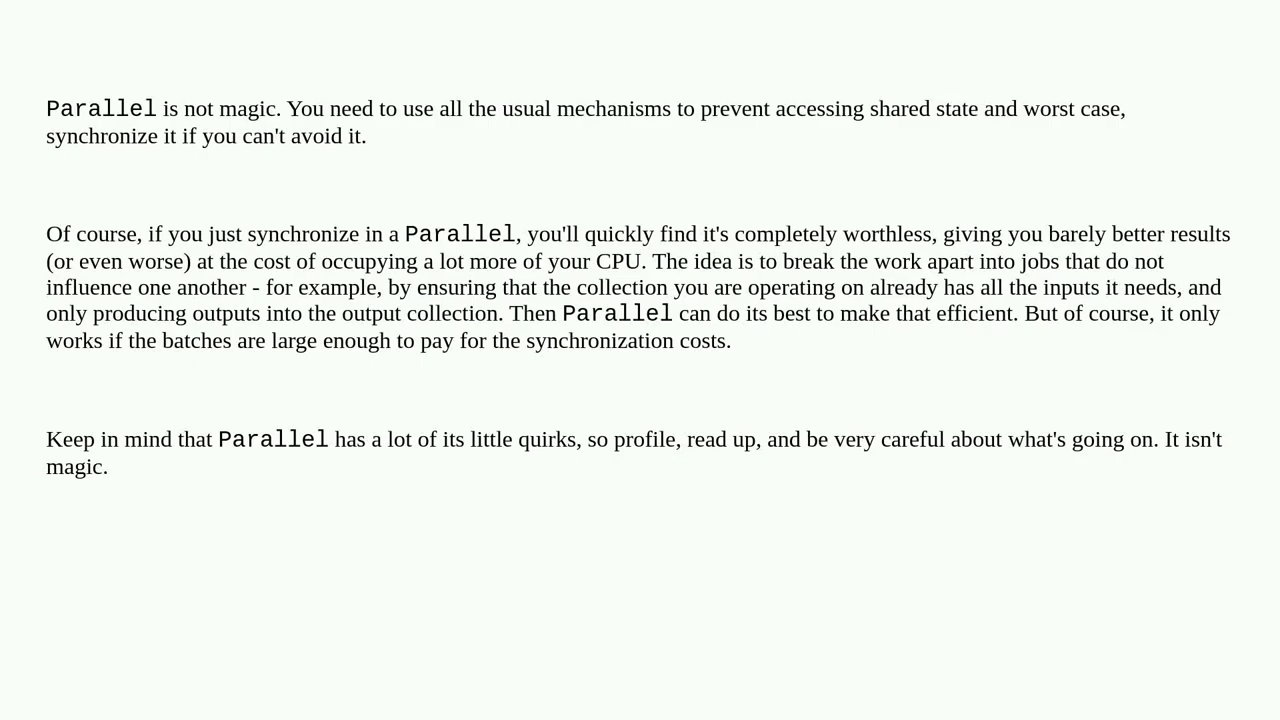 Parallel is not magic. You need to use all the usual mechanisms to prevent accessing shared state and worst case,
synchronize it if you can't avoid it.
Of course, if you just synchronize in a Parallel, you'll quickly find it's completely worthless, giving you barely better results
(or even worse) at the cost of occupying a lot more of your CPU. The idea is to break the work apart into jobs that do not
influence one another - for example, by ensuring that the collection you are operating on already has all the inputs it needs, and
only producing outputs into the output collection. Then Parallel can do its best to make that efficient. But of course, it only
works if the batches are large enough to pay for the synchronization costs.
Keep in mind that Parallel has a lot of its little quirks, so profile, read up, and be very careful about what's going on. It isn't
magic.